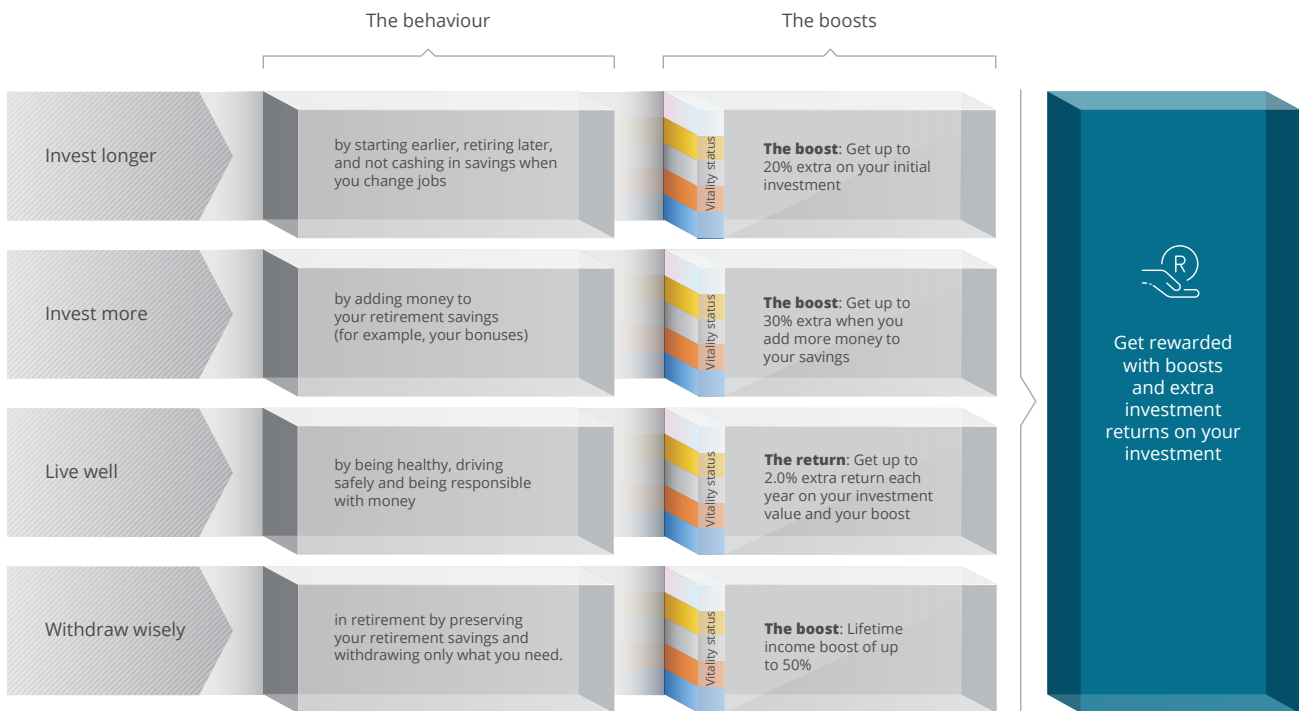 The behaviour
The boosts
Invest longer
by starting earlier, retiring later,
and not cashing in savings when
you change jobs
Vitality status
The boost: Get up to
20% extra on your initial
investment
Invest more
by adding money to
your retirement savings
(for example, your bonuses)
Vitality status
The boost: Get up to
30% extra when you
add more money to
your savings
Live well
by being healthy, driving
safely and being responsible
with money
Vitality status
The return: Get up to
2.0% extra return each
year on your investment
value and your boost
Withdraw wisely
in retirement by preserving
your retirement savings and
withdrawing only what you need.
Vitality status
The boost: Lifetime
income boost of up
to 50%
R
Get rewarded
with boosts
and extra
investment
returns on your
investment